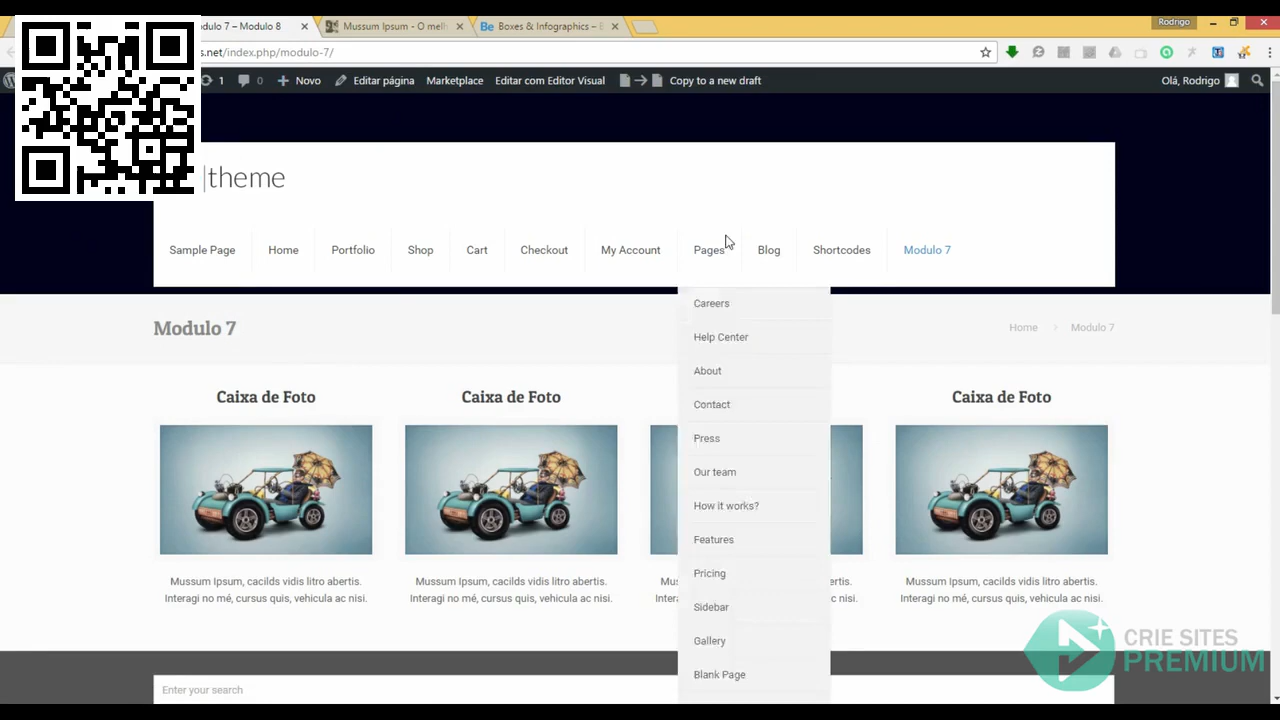 odulo 7 – Modulo 8
Mussum Ipsum - O melh
Boxes & Infographics – B
Rodrigo
s.net/index.php/modulo-7/
1
0
Novo
Editar página
Marketplace
Editar com Editor Visual
Copy to a new draft
Olá, Rodrigo
|theme
Sample Page
Home
Portfolio
Shop
Cart
Checkout
My Account
Pages
Blog
Shortcodes
Modulo 7
Careers
Help Center
About
Contact
Press
Our team
How it works?
Features
Pricing
Sidebar
Gallery
Blank Page
Modulo 7
Home
Modulo 7
Caixa de Foto
Mussum Ipsum, cacilds vidis litro abertis.
Interagi no mé, cursus quis, vehicula ac nisi.
Caixa de Foto
Mussum Ipsum, cacilds vidis litro abertis.
Interagi no mé, cursus quis, vehicula ac nisi.
ertis.
c nisi.
Caixa de Foto
Mussum Ipsum, cacilds vidis litro abertis.
Interagi no mé, cursus quis, vehicula ac nisi.
Enter your search
CRIE SITES
PREMIUM